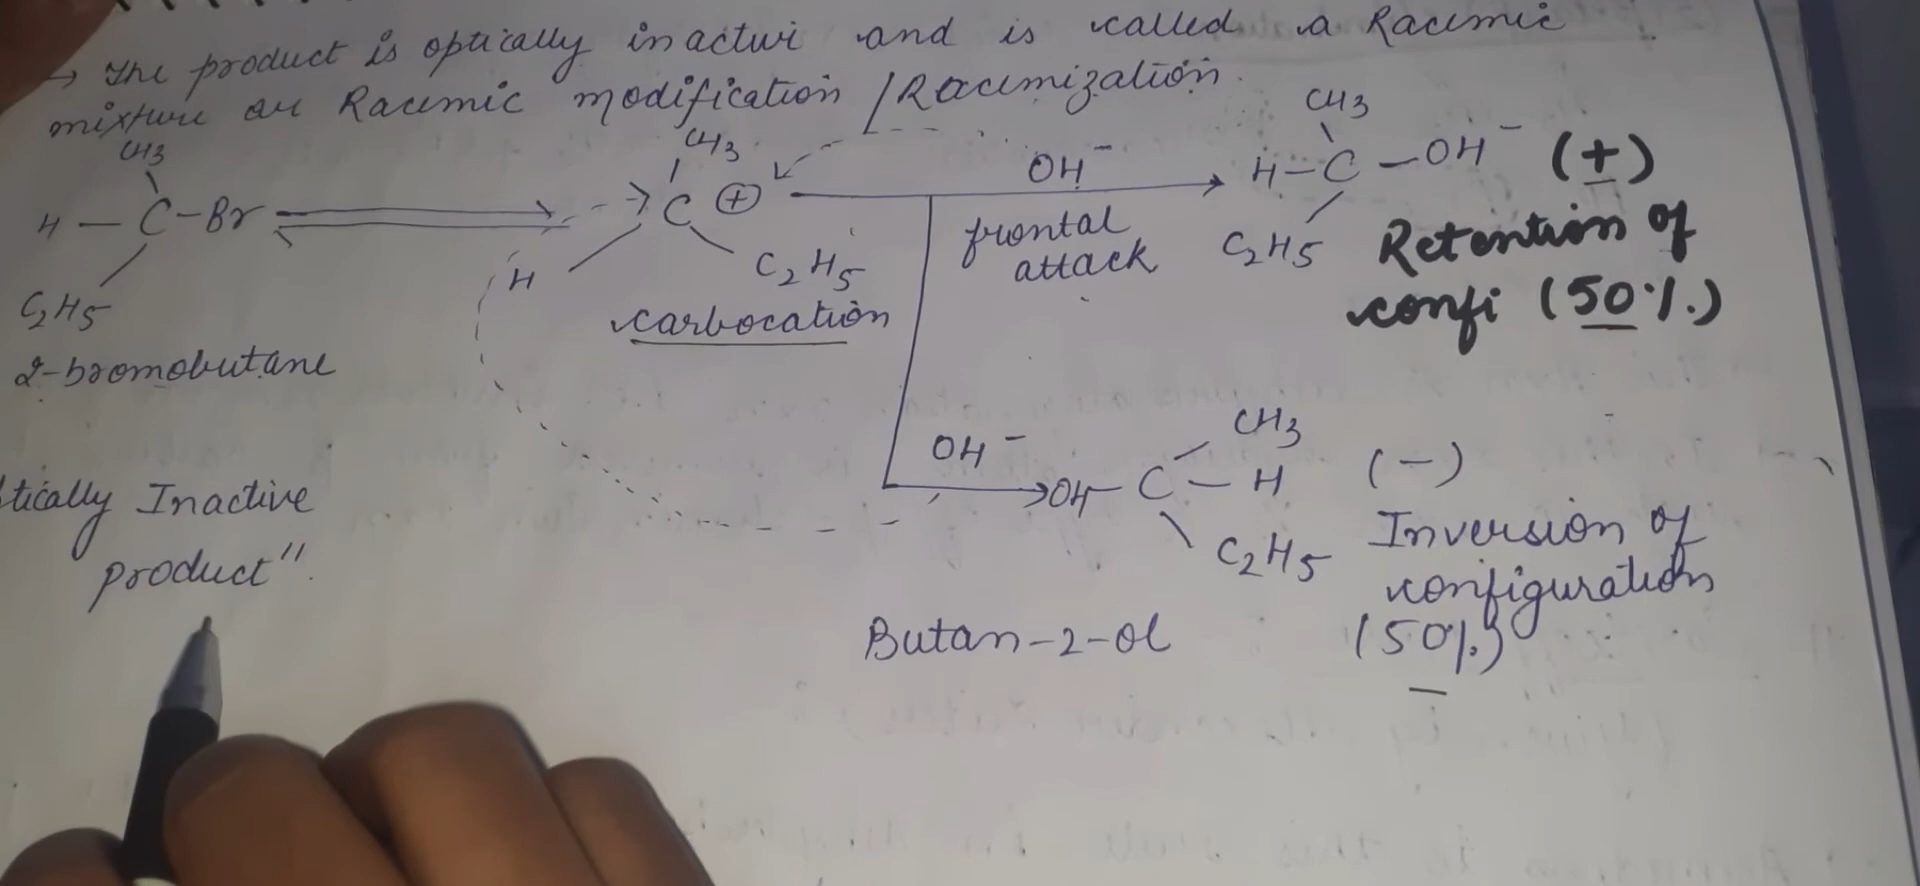 → The product is optically inactive and is called a Racemic
mixture or Racemic modification / Racemization.
CH3
H — C – Br
C2H5
2-bromobutane
CH3
C ⊕
H
C2H5
carbocation
OH⁻
frontal
attack
CH3
H – C – OH⁻ (+)
C2H5
Retention of
confi (50%.)
OH⁻
CH3
OH – C – H (−)
C2H5
Inversion of
configuration
(50%)
Butan-2-ol
tically Inactive
product"